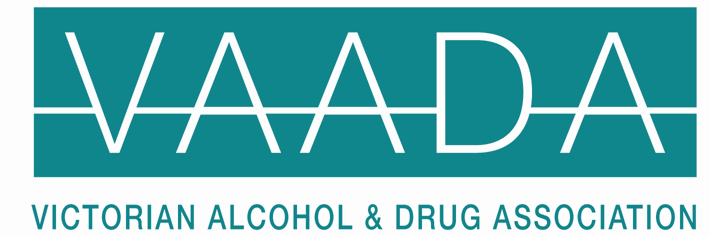 VAADA
VICTORIAN ALCOHOL & DRUG ASSOCIATION